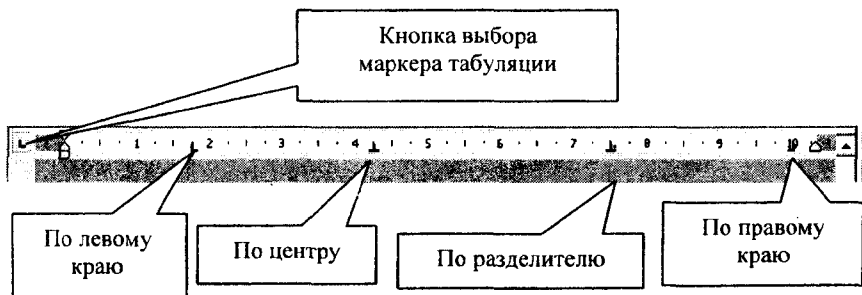 Кнопка выбора
маркера табуляции
1 2 3 4 5 6 7 8 9 10
По левому
краю
По центру
По разделителю
По правому
краю